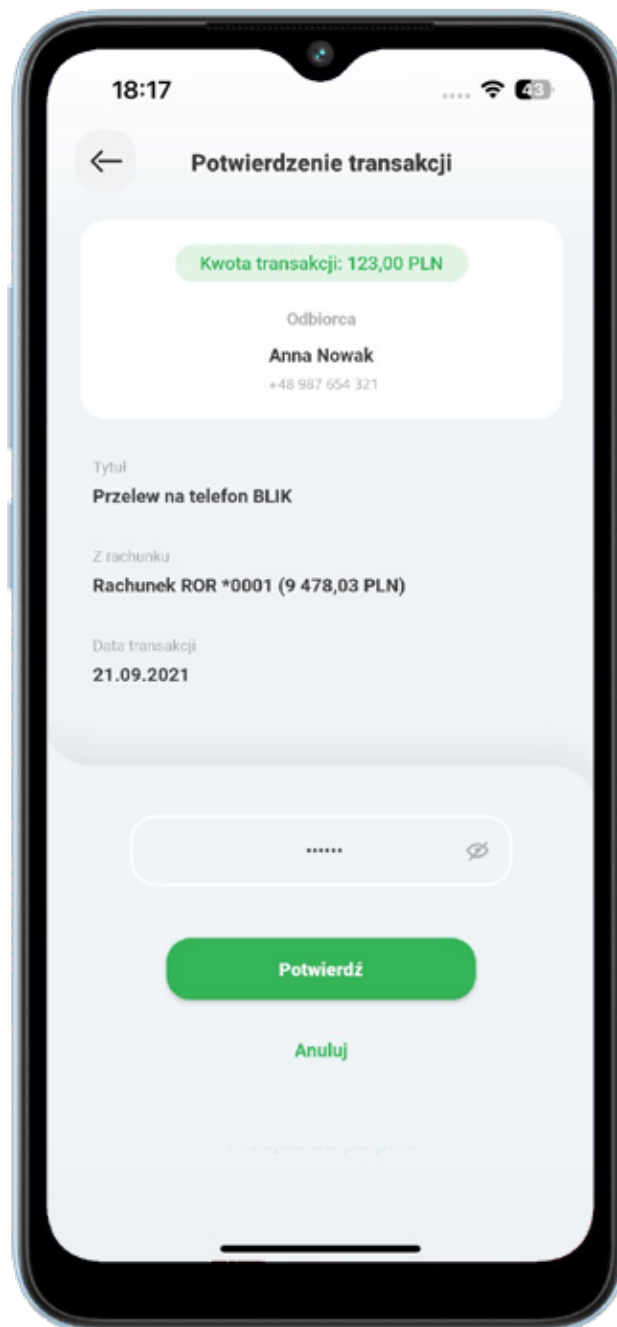 18:17
43
Potwierdzenie transakcji
Kwota transakcji: 123,00 PLN
Odbiorca
Anna Nowak
+48 987 654 321
Tytuł
Przelew na telefon BLIK
Z rachunku
Rachunek ROR *0001 (9 478,03 PLN)
Data transakcji
21.09.2021
••••••
Potwierdź
Anuluj